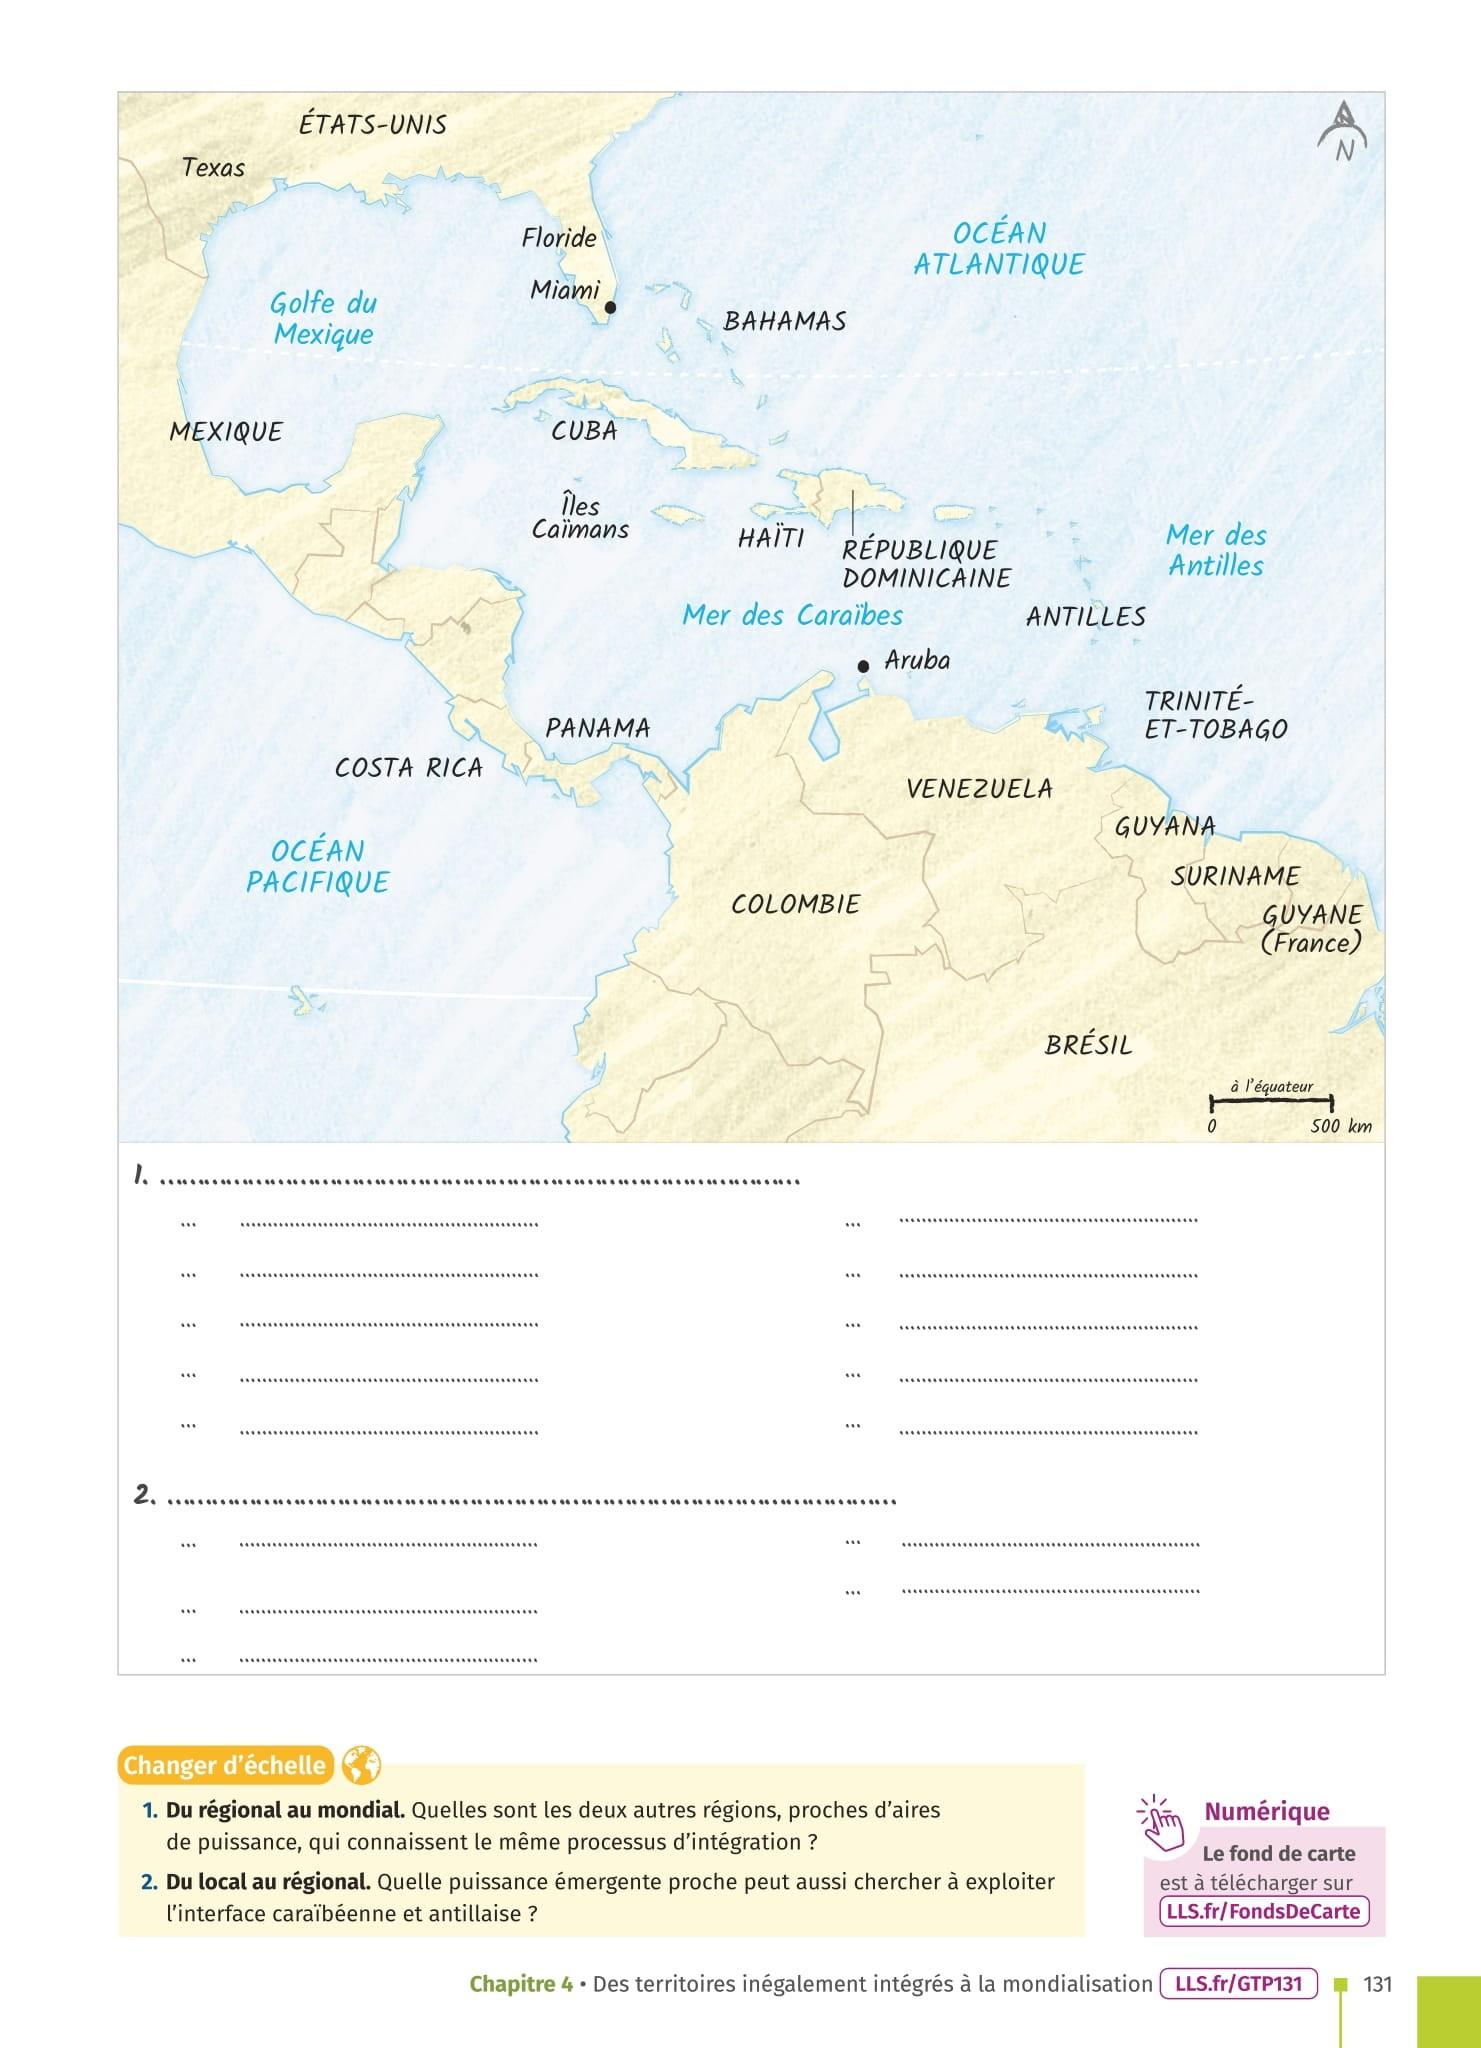 ÉTATS-UNIS
Texas
N
Floride
OCÉAN
ATLANTIQUE
Miami
Golfe du
Mexique
BAHAMAS
MEXIQUE
CUBA
Îles
Caïmans
HAÏTI
RÉPUBLIQUE
DOMINICAINE
Mer des
Antilles
Mer des Caraïbes
ANTILLES
Aruba
TRINITÉ-
ET-TOBAGO
PANAMA
COSTA RICA
VENEZUELA
GUYANA
OCÉAN
PACIFIQUE
SURINAME
COLOMBIE
GUYANE
(France)
BRÉSIL
à l'équateur
0 500 km
1. ................................................................
... ................................ ... ................................
... ................................ ... ................................
... ................................ ... ................................
... ................................ ... ................................
... ................................ ... ................................
2. ................................................................
... ................................ ... ................................
... ................................ ... ................................
... ................................
Changer d'échelle
1. Du régional au mondial. Quelles sont les deux autres régions, proches d'aires
de puissance, qui connaissent le même processus d'intégration ?
2. Du local au régional. Quelle puissance émergente proche peut aussi chercher à exploiter
l'interface caraïbéenne et antillaise ?
Numérique
Le fond de carte
est à télécharger sur
LLS.fr/FondsDeCarte
Chapitre 4 • Des territoires inégalement intégrés à la mondialisation LLS.fr/GTP131 131